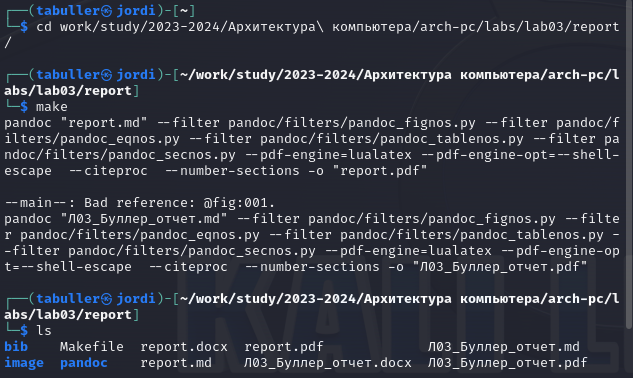 ┌──(tabuller㉿jordi)-[~]
└─$ cd work/study/2023-2024/Архитектура\ компьютера/arch-pc/labs/lab03/report
/
┌──(tabuller㉿jordi)-[~/work/study/2023-2024/Архитектура компьютера/arch-pc/l
abs/lab03/report]
└─$ make
pandoc "report.md" --filter pandoc/filters/pandoc_fignos.py --filter pandoc/f
ilters/pandoc_eqnos.py --filter pandoc/filters/pandoc_tablenos.py --filter pa
ndoc/filters/pandoc_secnos.py --pdf-engine=lualatex --pdf-engine-opt=--shell-
escape  --citeproc  --number-sections -o "report.pdf"
--main--: Bad reference: @fig:001.
pandoc "Л03_Буллер_отчет.md" --filter pandoc/filters/pandoc_fignos.py --filte
r pandoc/filters/pandoc_eqnos.py --filter pandoc/filters/pandoc_tablenos.py -
-filter pandoc/filters/pandoc_secnos.py --pdf-engine=lualatex --pdf-engine-op
t=--shell-escape  --citeproc  --number-sections -o "Л03_Буллер_отчет.pdf"
┌──(tabuller㉿jordi)-[~/work/study/2023-2024/Архитектура компьютера/arch-pc/l
abs/lab03/report]
└─$ ls
bib    Makefile  report.docx  report.pdf             Л03_Буллер_отчет.md
image  pandoc    report.md    Л03_Буллер_отчет.docx  Л03_Буллер_отчет.pdf